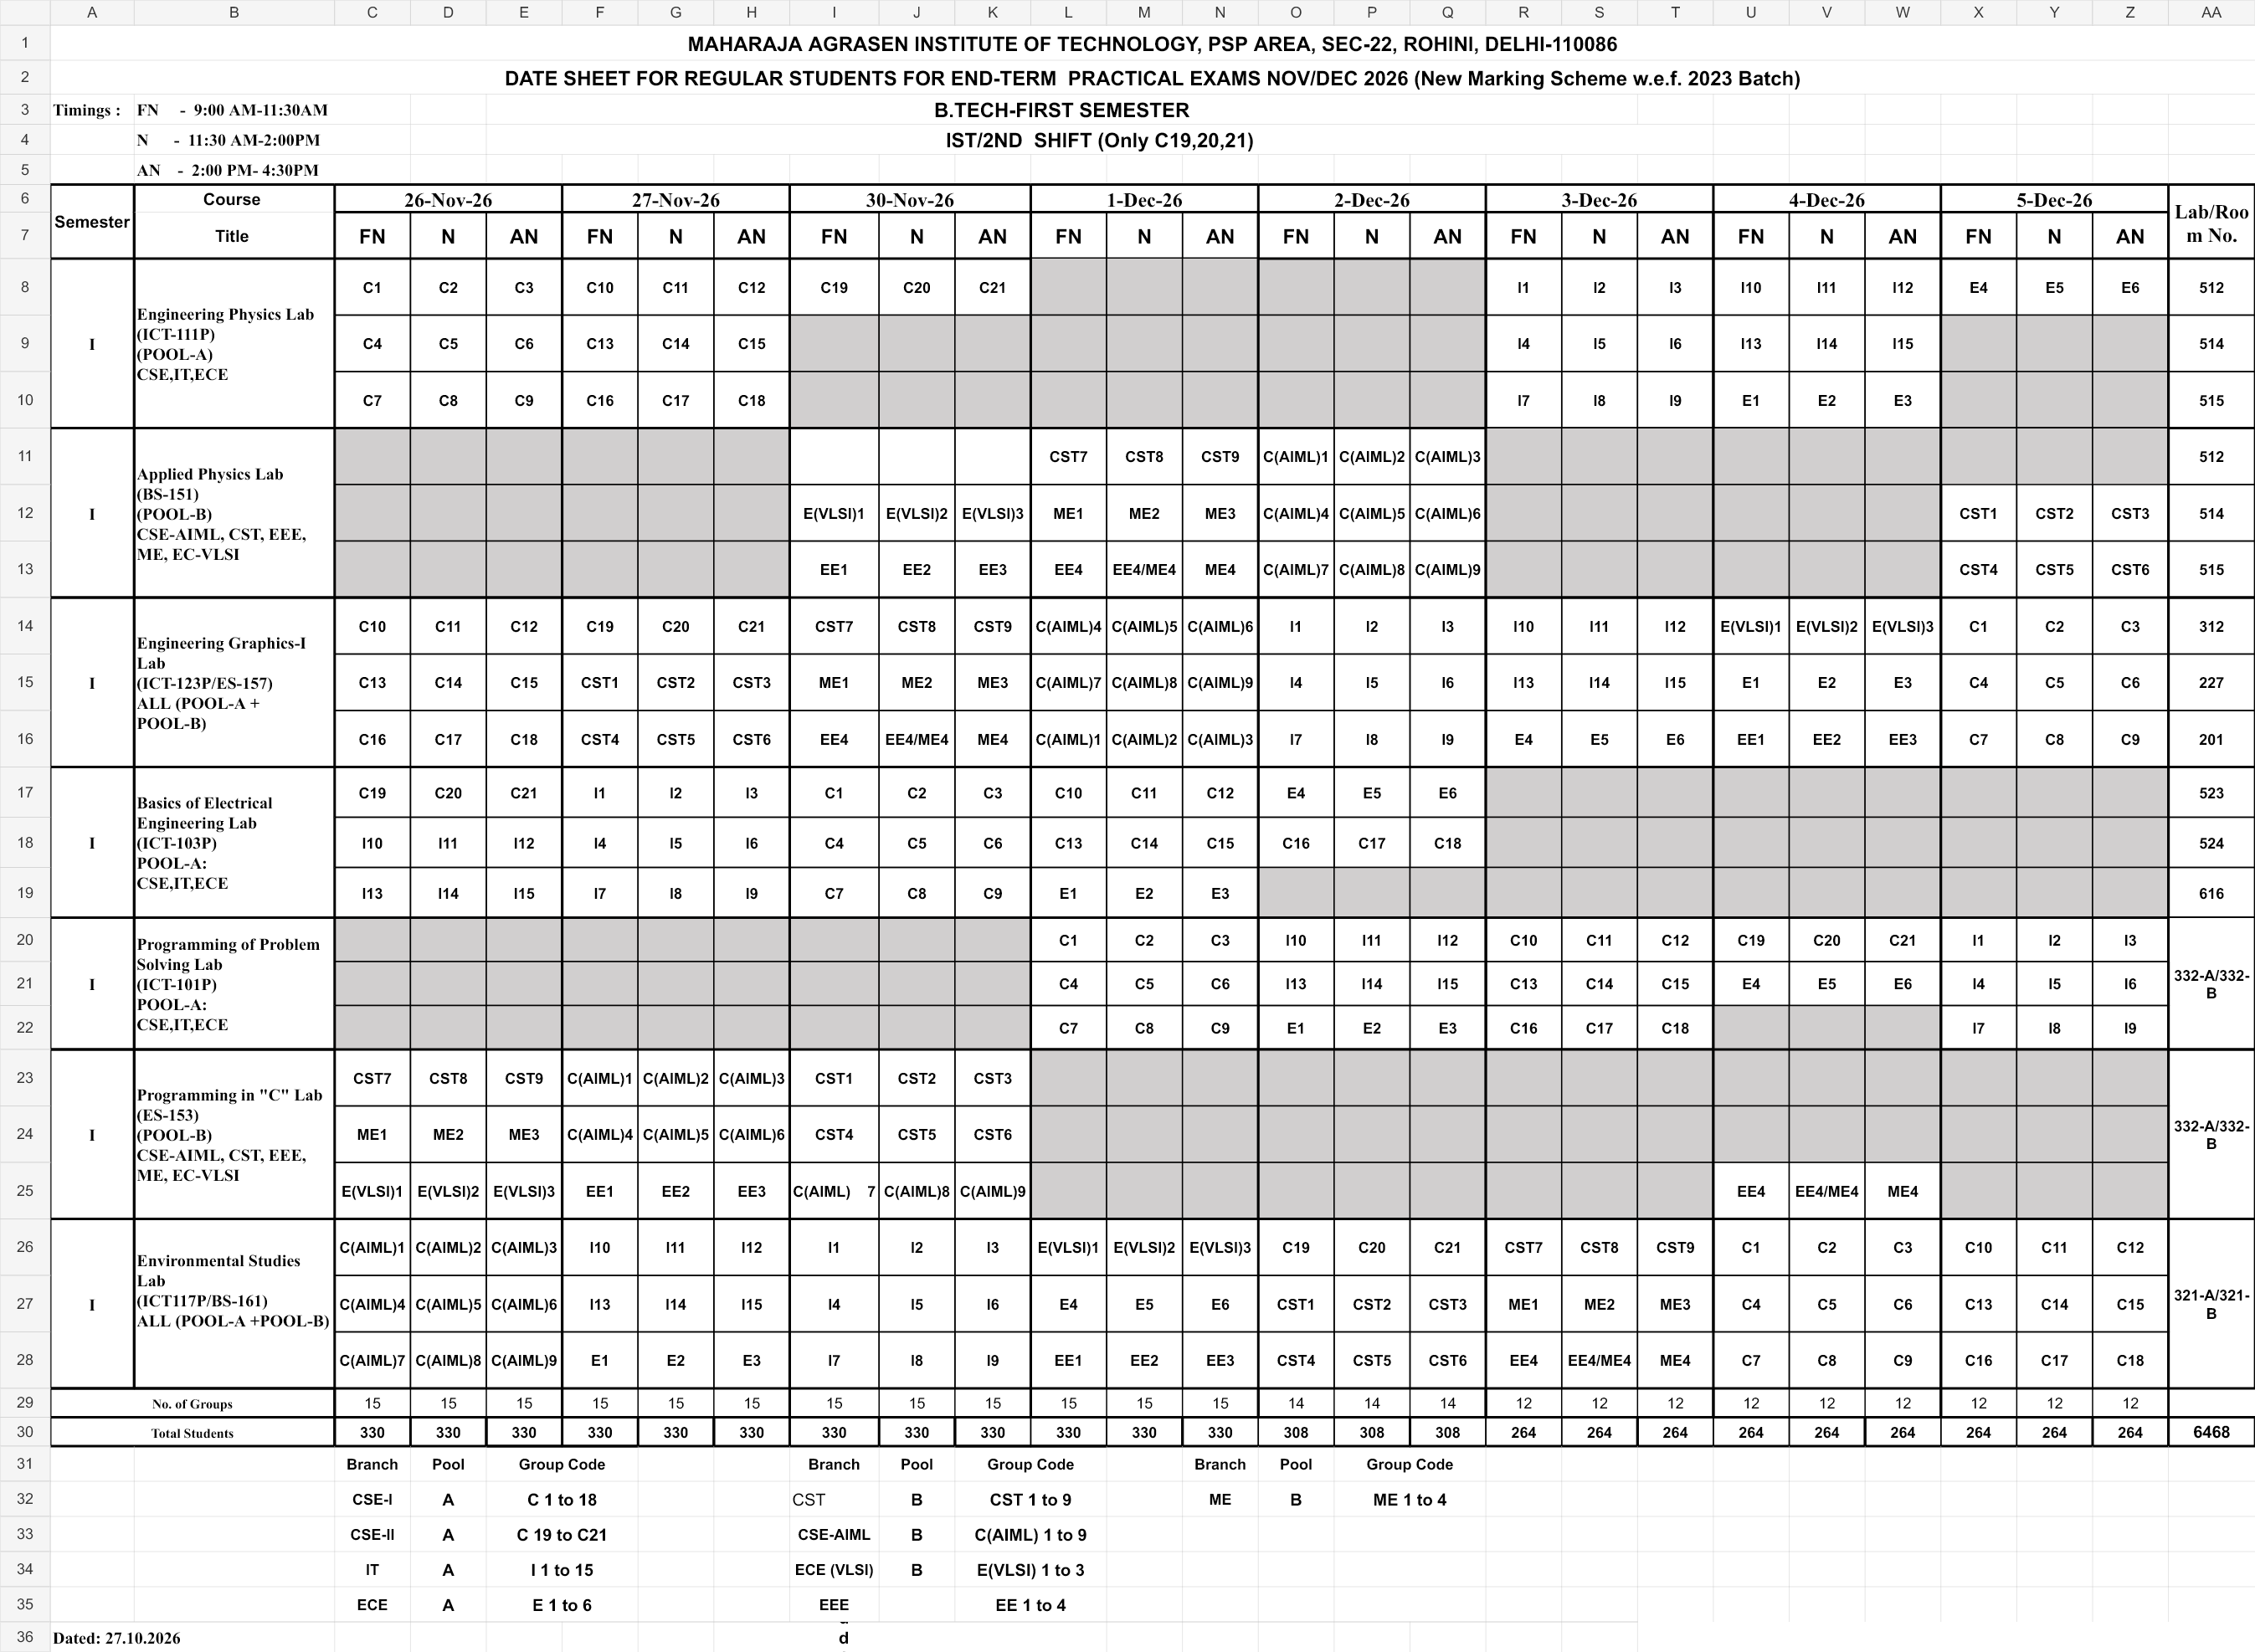 A B C D E F G H I J K L M N O P Q R S T U V W X Y Z AA
1 MAHARAJA AGRASEN INSTITUTE OF TECHNOLOGY, PSP AREA, SEC-22, ROHINI, DELHI-110086
2 DATE SHEET FOR REGULAR STUDENTS FOR END-TERM PRACTICAL EXAMS NOV/DEC 2026 (New Marking Scheme w.e.f. 2023 Batch)
3 Timings : FN - 9:00 AM-11:30AM B.TECH-FIRST SEMESTER
4 N - 11:30 AM-2:00PM IST/2ND SHIFT (Only C19,20,21)
5 AN - 2:00 PM- 4:30PM
6 Semester Course 26-Nov-26 27-Nov-26 30-Nov-26 1-Dec-26 2-Dec-26 3-Dec-26 4-Dec-26 5-Dec-26 Lab/Roo
7 Title FN N AN FN N AN FN N AN FN N AN FN N AN FN N AN FN N AN FN N AN m No.
I
Engineering Physics Lab
(ICT-111P)
(POOL-A)
CSE,IT,ECE
8 C1 C2 C3 C10 C11 C12 C19 C20 C21 I1 I2 I3 I10 I11 I12 E4 E5 E6 512
9 C4 C5 C6 C13 C14 C15 I4 I5 I6 I13 I14 I15 514
10 C7 C8 C9 C16 C17 C18 I7 I8 I9 E1 E2 E3 515
I
Applied Physics Lab
(BS-151)
(POOL-B)
CSE-AIML, CST, EEE,
ME, EC-VLSI
11 CST7 CST8 CST9 C(AIML)1 C(AIML)2 C(AIML)3 512
12 E(VLSI)1 E(VLSI)2 E(VLSI)3 ME1 ME2 ME3 C(AIML)4 C(AIML)5 C(AIML)6 CST1 CST2 CST3 514
13 EE1 EE2 EE3 EE4 EE4/ME4 ME4 C(AIML)7 C(AIML)8 C(AIML)9 CST4 CST5 CST6 515
I
Engineering Graphics-I
Lab
(ICT-123P/ES-157)
ALL (POOL-A +
POOL-B)
14 C10 C11 C12 C19 C20 C21 CST7 CST8 CST9 C(AIML)4 C(AIML)5 C(AIML)6 I1 I2 I3 I10 I11 I12 E(VLSI)1 E(VLSI)2 E(VLSI)3 C1 C2 C3 312
15 C13 C14 C15 CST1 CST2 CST3 ME1 ME2 ME3 C(AIML)7 C(AIML)8 C(AIML)9 I4 I5 I6 I13 I14 I15 E1 E2 E3 C4 C5 C6 227
16 C16 C17 C18 CST4 CST5 CST6 EE4 EE4/ME4 ME4 C(AIML)1 C(AIML)2 C(AIML)3 I7 I8 I9 E4 E5 E6 EE1 EE2 EE3 C7 C8 C9 201
I
Basics of Electrical
Engineering Lab
(ICT-103P)
POOL-A:
CSE,IT,ECE
17 C19 C20 C21 I1 I2 I3 C1 C2 C3 C10 C11 C12 E4 E5 E6 523
18 I10 I11 I12 I4 I5 I6 C4 C5 C6 C13 C14 C15 C16 C17 C18 524
19 I13 I14 I15 I7 I8 I9 C7 C8 C9 E1 E2 E3 616
I
Programming of Problem
Solving Lab
(ICT-101P)
POOL-A:
CSE,IT,ECE
20 C1 C2 C3 I10 I11 I12 C10 C11 C12 C19 C20 C21 I1 I2 I3
21 C4 C5 C6 I13 I14 I15 C13 C14 C15 E4 E5 E6 I4 I5 I6
22 C7 C8 C9 E1 E2 E3 C16 C17 C18 I7 I8 I9
332-A/332-
B
I
Programming in "C" Lab
(ES-153)
(POOL-B)
CSE-AIML, CST, EEE,
ME, EC-VLSI
23 CST7 CST8 CST9 C(AIML)1 C(AIML)2 C(AIML)3 CST1 CST2 CST3
24 ME1 ME2 ME3 C(AIML)4 C(AIML)5 C(AIML)6 CST4 CST5 CST6
25 E(VLSI)1 E(VLSI)2 E(VLSI)3 EE1 EE2 EE3 C(AIML) 7 C(AIML)8 C(AIML)9 EE4 EE4/ME4 ME4
332-A/332-
B
I
Environmental Studies
Lab
(ICT117P/BS-161)
ALL (POOL-A +POOL-B)
26 C(AIML)1 C(AIML)2 C(AIML)3 I10 I11 I12 I1 I2 I3 E(VLSI)1 E(VLSI)2 E(VLSI)3 C19 C20 C21 CST7 CST8 CST9 C1 C2 C3 C10 C11 C12
27 C(AIML)4 C(AIML)5 C(AIML)6 I13 I14 I15 I4 I5 I6 E4 E5 E6 CST1 CST2 CST3 ME1 ME2 ME3 C4 C5 C6 C13 C14 C15
28 C(AIML)7 C(AIML)8 C(AIML)9 E1 E2 E3 I7 I8 I9 EE1 EE2 EE3 CST4 CST5 CST6 EE4 EE4/ME4 ME4 C7 C8 C9 C16 C17 C18
321-A/321-
B
29 No. of Groups 15 15 15 15 15 15 15 15 15 15 15 15 14 14 14 12 12 12 12 12 12 12 12 12
30 Total Students 330 330 330 330 330 330 330 330 330 330 330 330 308 308 308 264 264 264 264 264 264 264 264 264 6468
31 Branch Pool Group Code Branch Pool Group Code Branch Pool Group Code
32 CSE-I A C 1 to 18 CST B CST 1 to 9 ME B ME 1 to 4
33 CSE-II A C 19 to C21 CSE-AIML B C(AIML) 1 to 9
34 IT A I 1 to 15 ECE (VLSI) B E(VLSI) 1 to 3
35 ECE A E 1 to 6 EEE EE 1 to 4
36 Dated: 27.10.2026 d